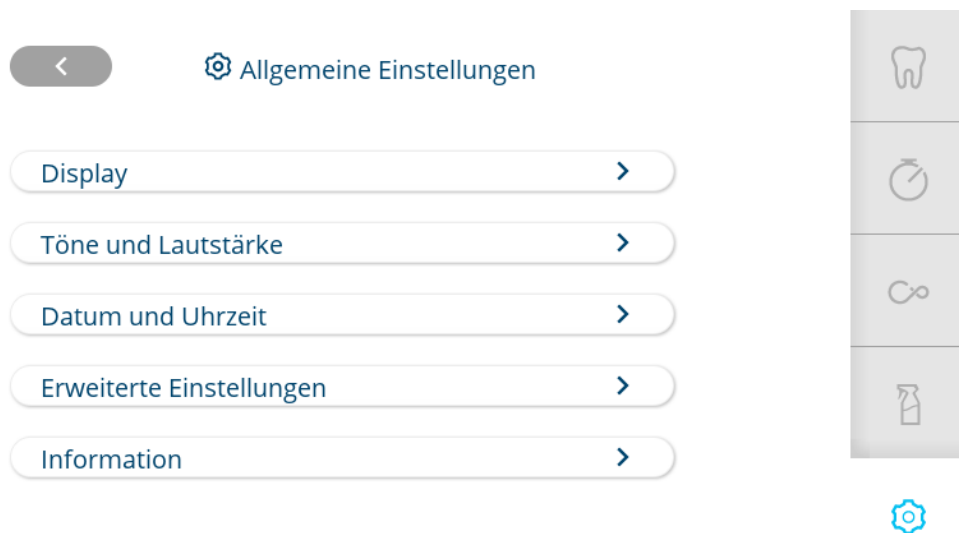 Allgemeine Einstellungen
Display
Töne und Lautstärke
Datum und Uhrzeit
Erweiterte Einstellungen
Information